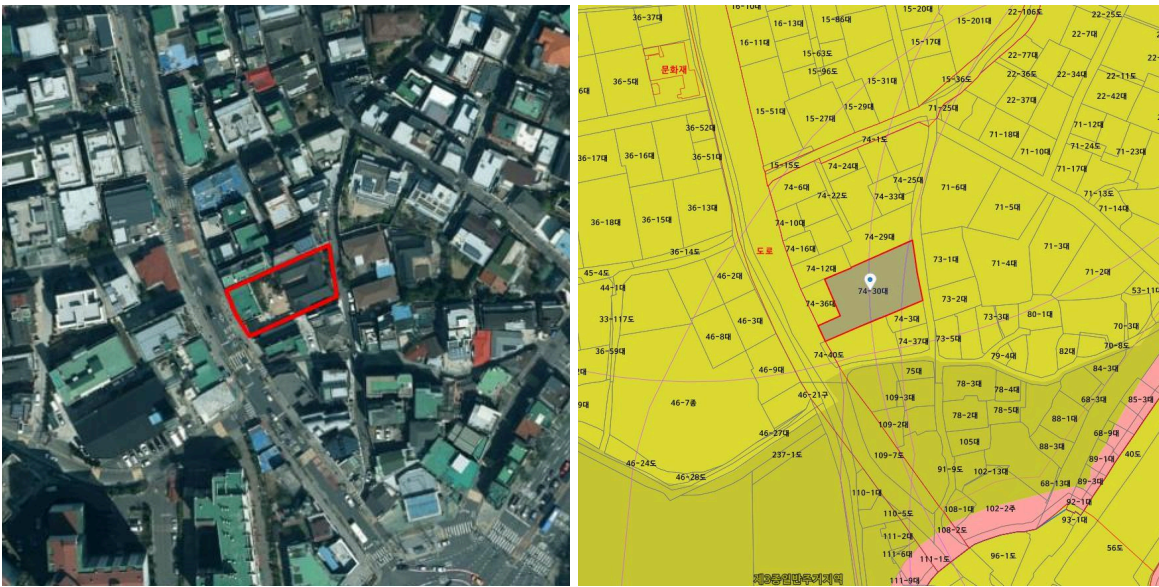 36-37대
16-10대
15-86대
15-20대
22-106도
22-25도
16-13대
15-201대
16-11대
15-63도
15-17대
22-7대
22-77대
문화재
36-5대
15-96도
15-31대
15-36도
22-36도
22-34대
22-11도
15-29대
22-37대
22-42대
15-51대
15-27대
71-25대
36-52대
74-1도
71-18대
71-12대
71-24도
36-17대
36-16대
36-51대
71-10대
71-23대
15-15도
74-24대
71-17대
74-25대
74-6대
74-22도
74-33대
71-6대
71-13도
71-14대
36-13대
71-5대
36-18대
36-15대
74-10대
74-29대
도로
74-16대
71-3대
36-14도
73-1대
71-4대
45-4도
46-2대
74-12대
71-2대
44-1대
74-30대
53-11대
74-36대
73-2대
33-117도
46-3대
74-3대
73-3대
80-1대
70-3대
46-8대
74-37대
73-5대
70-8도
36-59대
74-40도
79-4대
82대
46-9대
75대
84-3대
78-3대
78-4대
46-7종
46-21구
109-3대
68-3대
85-3대
78-2대
78-5대
88-1대
109-2대
68-9대
46-27대
105대
88-3대
237-1도
109-7도
89-1대
40도
46-24도
91-9도
102-13대
46-28도
68-13대
89-3대
110-1대
92-1대
110-5도
108-1대
102-2주
93-1대
108-2도
111-2대
56도
111-6대
111-1도
96-1도
제3종일반주거지역
111-9대